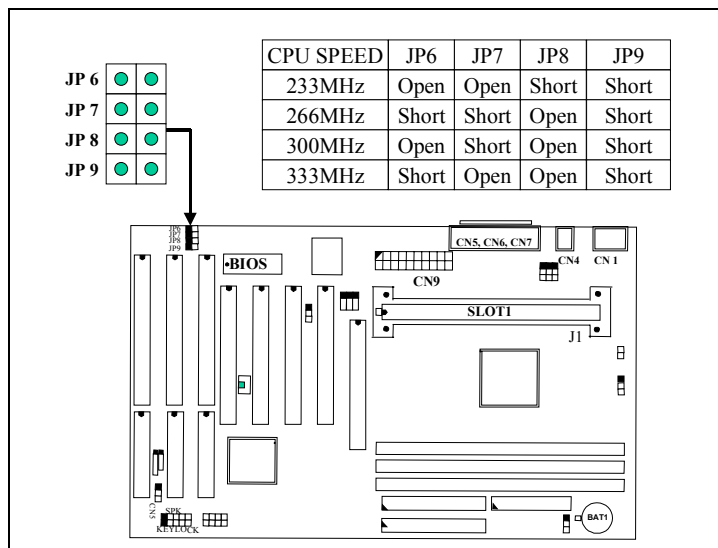 CPU SPEED JP6 JP7 JP8 JP9
233MHz Open Open Short Short
266MHz Short Short Open Short
300MHz Open Short Open Short
333MHz Short Open Open Short
JP 6
JP 7
JP 8
JP 9
JP6
JP7
JP8
JP9
BIOS
CN5, CN6, CN7
CN4
CN 1
CN9
SLOT1
J1
CN5
SPK
KEYLOCK
BAT1